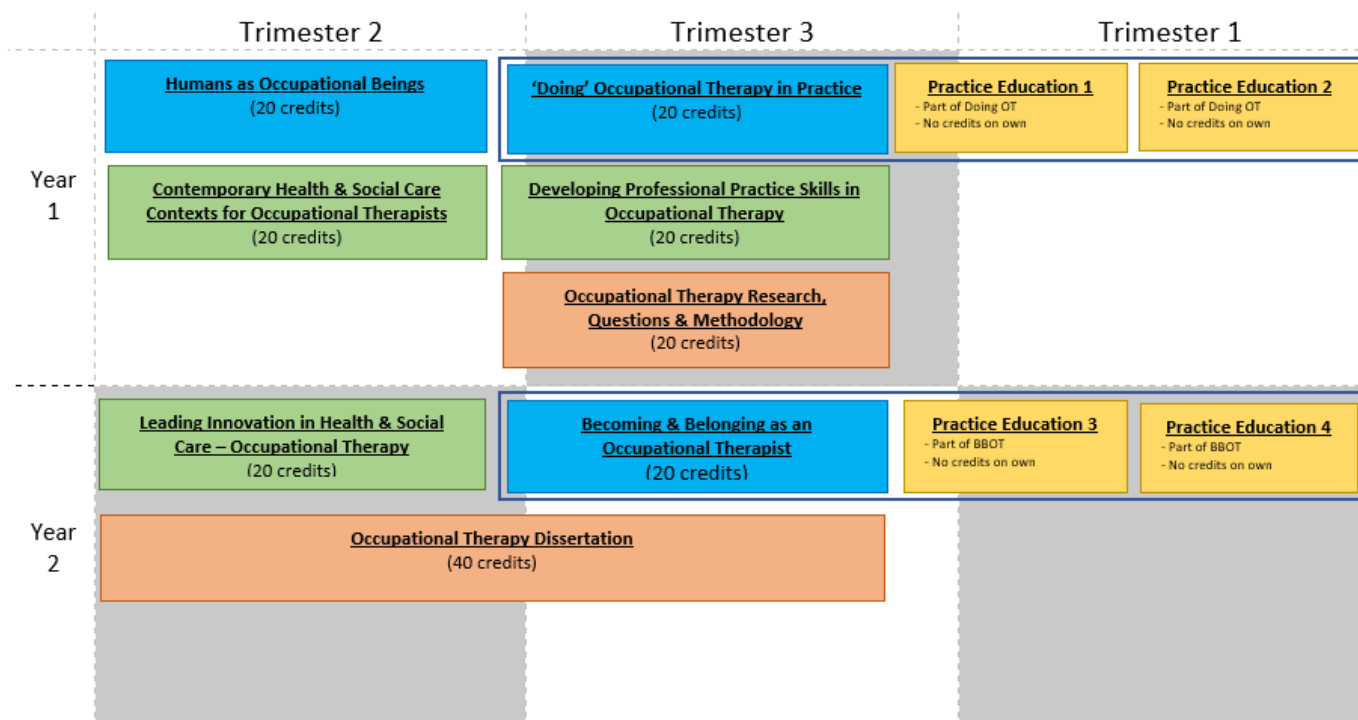 Trimester 2
Trimester 3
Trimester 1
Year
1
Humans as Occupational Beings
(20 credits)
‘Doing’ Occupational Therapy in Practice
(20 credits)
Practice Education 1
- Part of Doing OT
- No credits on own
Practice Education 2
- Part of Doing OT
- No credits on own
Contemporary Health & Social Care
Contexts for Occupational Therapists
(20 credits)
Developing Professional Practice Skills in
Occupational Therapy
(20 credits)
Occupational Therapy Research,
Questions & Methodology
(20 credits)
Year
2
Leading Innovation in Health & Social
Care – Occupational Therapy
(20 credits)
Becoming & Belonging as an
Occupational Therapist
(20 credits)
Practice Education 3
- Part of BBOT
- No credits on own
Practice Education 4
- Part of BBOT
- No credits on own
Occupational Therapy Dissertation
(40 credits)